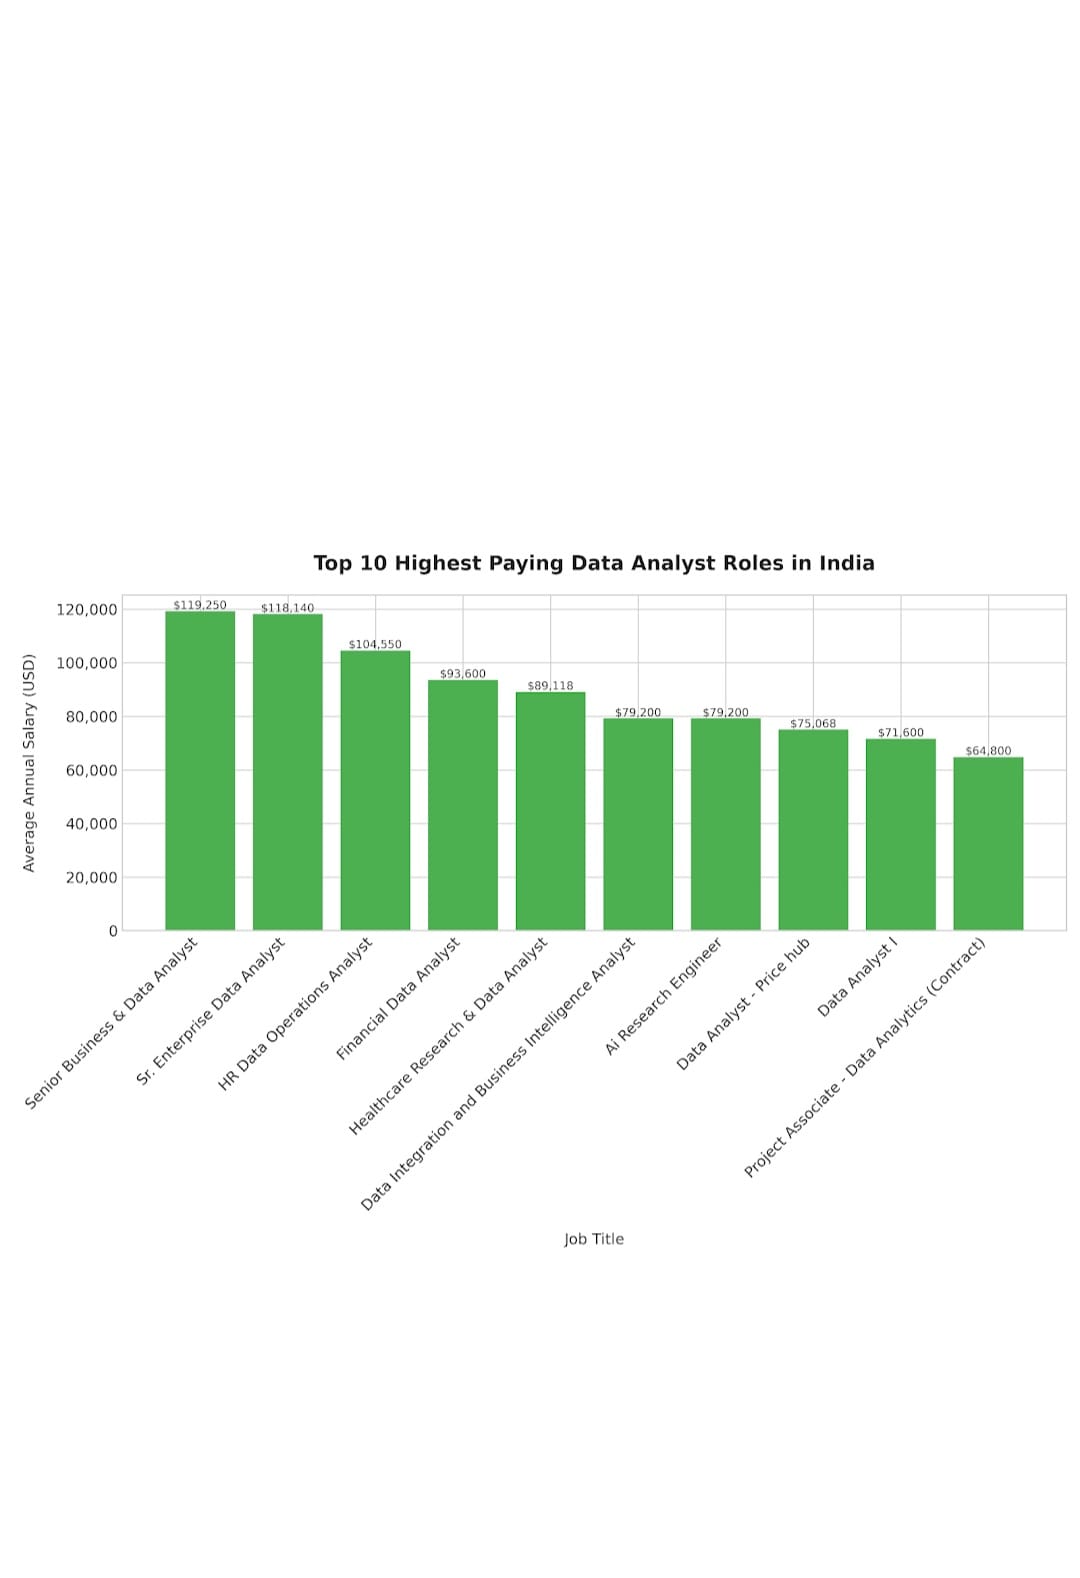 Top 10 Highest Paying Data Analyst Roles in India
Average Annual Salary (USD)
120,000
100,000
80,000
60,000
40,000
20,000
0
$119,250
$118,140
$104,550
$93,600
$89,118
$79,200
$79,200
$75,068
$71,600
$64,800
Senior Business & Data Analyst
Sr. Enterprise Data Analyst
HR Data Operations Analyst
Financial Data Analyst
Healthcare Research & Data Analyst
Data Integration and Business Intelligence Analyst
Ai Research Engineer
Data Analyst - Price hub
Data Analyst I
Project Associate - Data Analytics (Contract)
Job Title